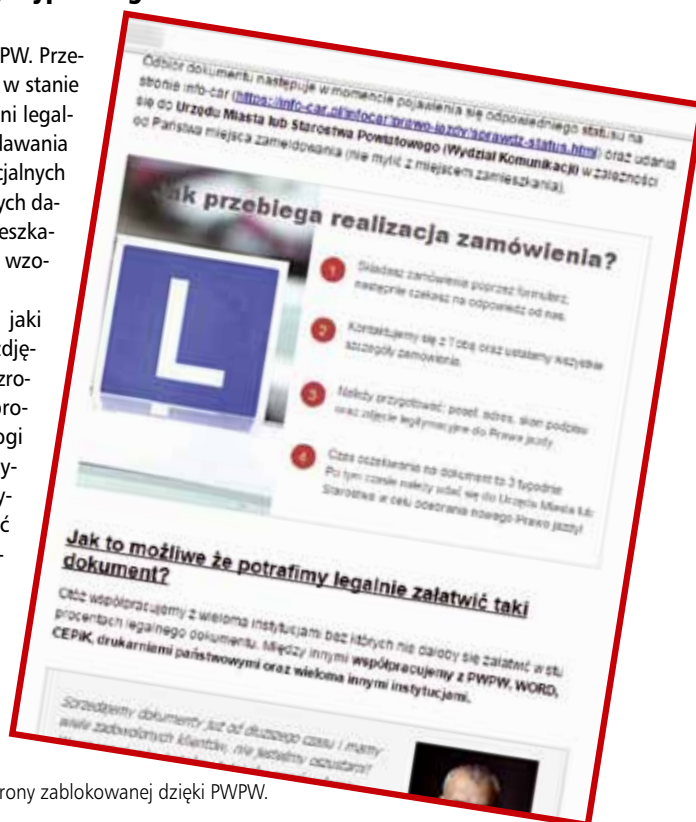 PW. Prze-
w stanie
ni legal-
dawania
cjalnych
ych da-
eszka-
wzo-
jaki
zdję-
zro-
pro-
ogi
y-
y-
ć
-
Odbiór dokumentu następuje w momencie pojawienia się odpowiedniego statusu na
stronie info-car (https://info-car.pl/infocar/prawo-jazdy/sprawdz-status.html) oraz udania
się do Urzędu Miasta lub Starostwa Powiatowego (Wydział Komunikacji) w zależności
od Państwa miejsca zameldowania (nie mylić z miejscem zamieszkania).
Jak przebiega realizacja zamówienia?
L
1 Składasz zamówienie poprzez formularz,
następnie czekasz na odpowiedź od nas.
2 Kontaktujemy się z Tobą oraz ustalamy wszystkie
szczegóły zamówienia.
3 Należy przygotować: pesel, adres, skan podpisu
oraz zdjęcie legitymacyjne do Prawa jazdy.
4 Czas oczekiwania na dokument to 3 tygodnie
Po tym czasie należy udać się do Urzędu Miasta lub
Starostwa w celu odebrania nowego Prawo jazdy!
Jak to możliwe że potrafimy legalnie załatwić taki
dokument?
Otóż współpracujemy z wieloma instytucjami bez których nie dałoby się załatwić w stu
procentach legalnego dokumentu. Między innymi współpracujemy z PWPW, WORD,
CEPiK, drukarniami państwowymi oraz wieloma innymi instytucjami.
Sprzedajemy dokumenty już od dłuższego czasu i mamy
wiele zadowolonych klientów, nie jesteśmy oszustami!
rony zablokowanej dzięki PWPW.